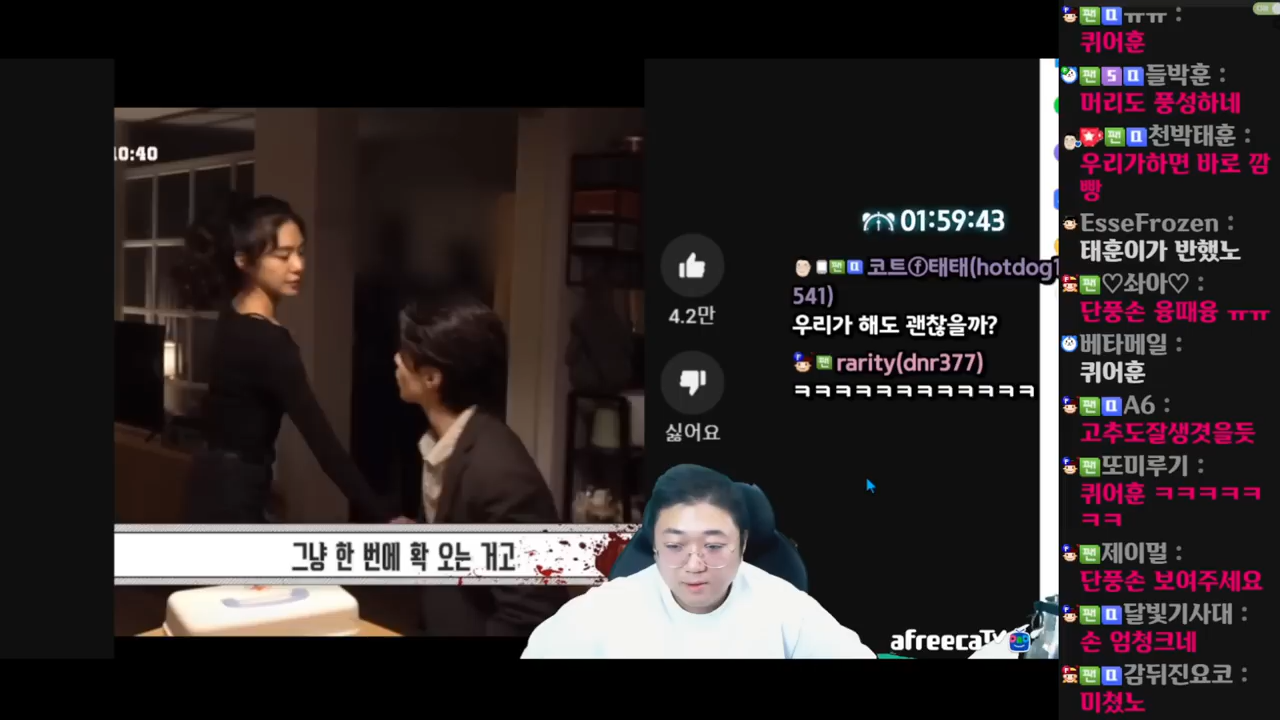 10:40
그냥 한 번에 확 오는 거고
4.2만
싫어요
01:59:43
코트ⓕ태태(hotdog1
541)
우리가 해도 괜찮을까?
rarity(dnr377)
ㅋㅋㅋㅋㅋㅋㅋㅋㅋㅋㅋㅋ
afreecaTV
ㅠㅠ :
퀴어훈
들박훈 :
머리도 풍성하네
천박태훈 :
우리가하면 바로 깜
빵
EsseFrozen :
태훈이가 반했노
♡솨아♡ :
단풍손 융때융 ㅠㅠ
베타메일 :
퀴어훈
A6 :
고추도잘생겻을듯
또미루기 :
퀴어훈 ㅋㅋㅋㅋㅋ
ㅋㅋ
제이멀 :
단풍손 보여주세요
달빛기사대 :
손 엄청크네
감뒤진요코 :
미쳤노